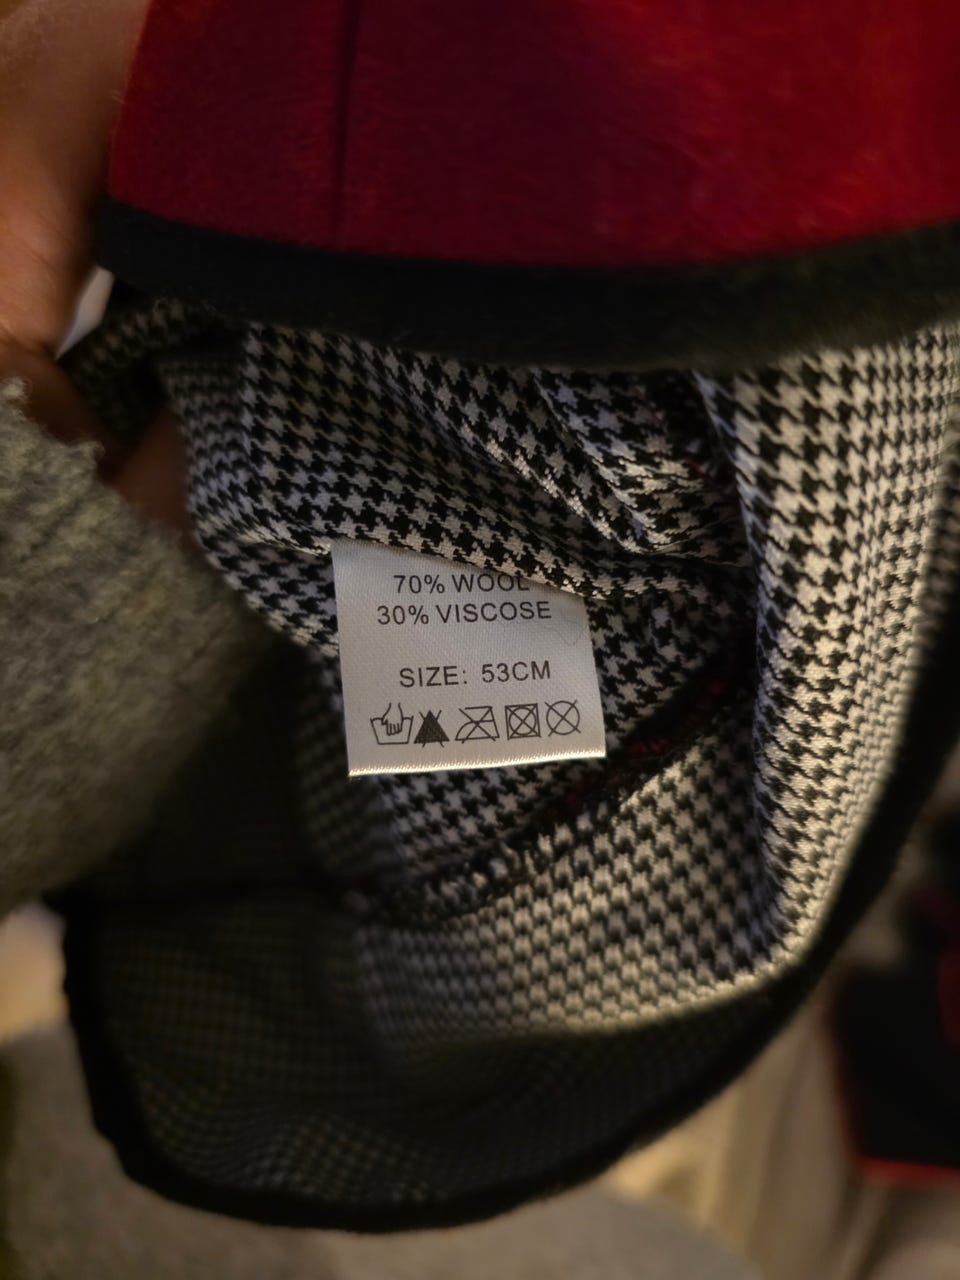 70% WOOL
30% VISCOSE
SIZE: 53CM